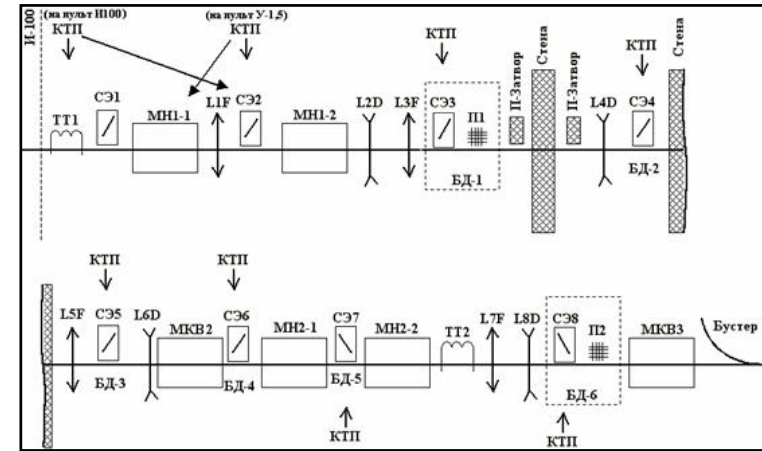 (на пульт И100) (на пульт У-1,5)
И-100 КТП КТП КТП П-Затвор Стена П-Затвор КТП Стена
ТТ1 СЭ1 МН1-1 L1F СЭ2 МН1-2 L2D L3F СЭ3 П1 L4D СЭ4
БД-1 БД-2
КТП КТП
L5F СЭ5 L6D МКВ2 СЭ6 МН2-1 СЭ7 МН2-2 ТТ2 L7F L8D СЭ8 П2 МКВ3 Бустер
БД-3 БД-4 БД-5 БД-6
КТП КТП